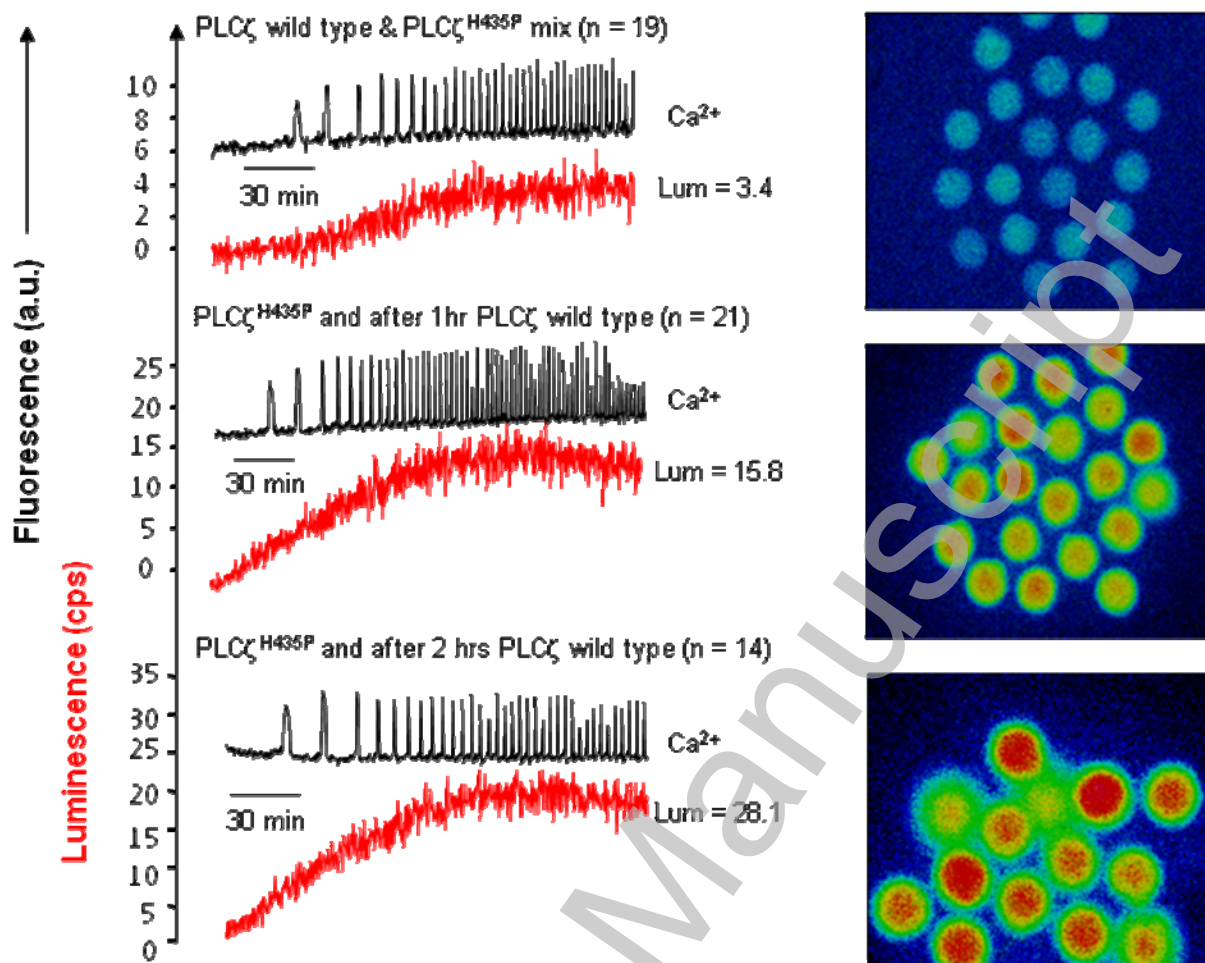 PLCζ wild type & PLCζH435P mix (n = 19)
10
8
6
4
2
0
Ca2+
30 min
Lum = 3.4
PLCζH435P and after 1hr PLCζ wild type (n = 21)
25
20
15
10
5
0
Ca2+
30 min
Lum = 15.8
PLCζH435P and after 2 hrs PLCζ wild type (n = 14)
35
30
25
20
15
10
5
0
Ca2+
30 min
Lum = 28.1
Fluorescence (a.u.)
Luminescence (cps)
Manuscript